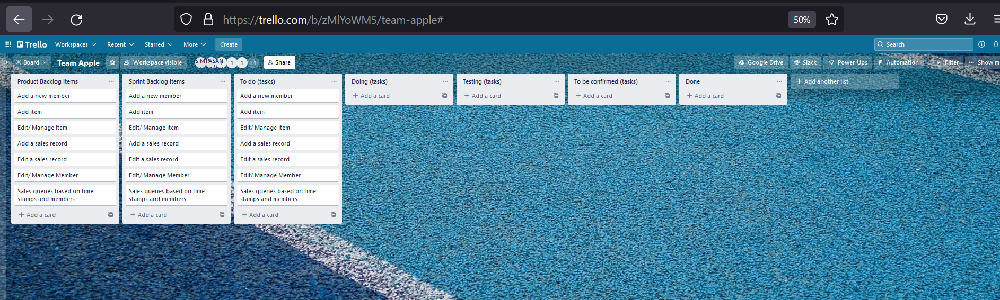 https://trello.com/b/zMlYoWM5/team-apple#
50%
Trello
Workspaces
Recent
Starred
More
Create
Search
Board
Team Apple
Workspace visible
1
1
+1
Share
Google Drive
Slack
Power-Ups
Automation
Filter
Show m
Product Backlog Items
Add a new member
Add item
Edit/ Manage item
Add a sales record
Edit a sales record
Edit/ Manage Member
Sales queries based on time
stamps and members
+ Add a card
Sprint Backlog Items
Add a new member
Add item
Edit/ Manage item
Add a sales record
Edit a sales record
Edit/ Manage Member
Sales queries based on time
stamps and members
+ Add a card
To do (tasks)
Add a new member
Add item
Edit/ Manage item
Add a sales record
Edit a sales record
Edit/ Manage Member
Sales queries based on time
stamps and members
+ Add a card
Doing (tasks)
+ Add a card
Testing (tasks)
+ Add a card
To be confirmed (tasks)
+ Add a card
Done
+ Add a card
+ Add another list